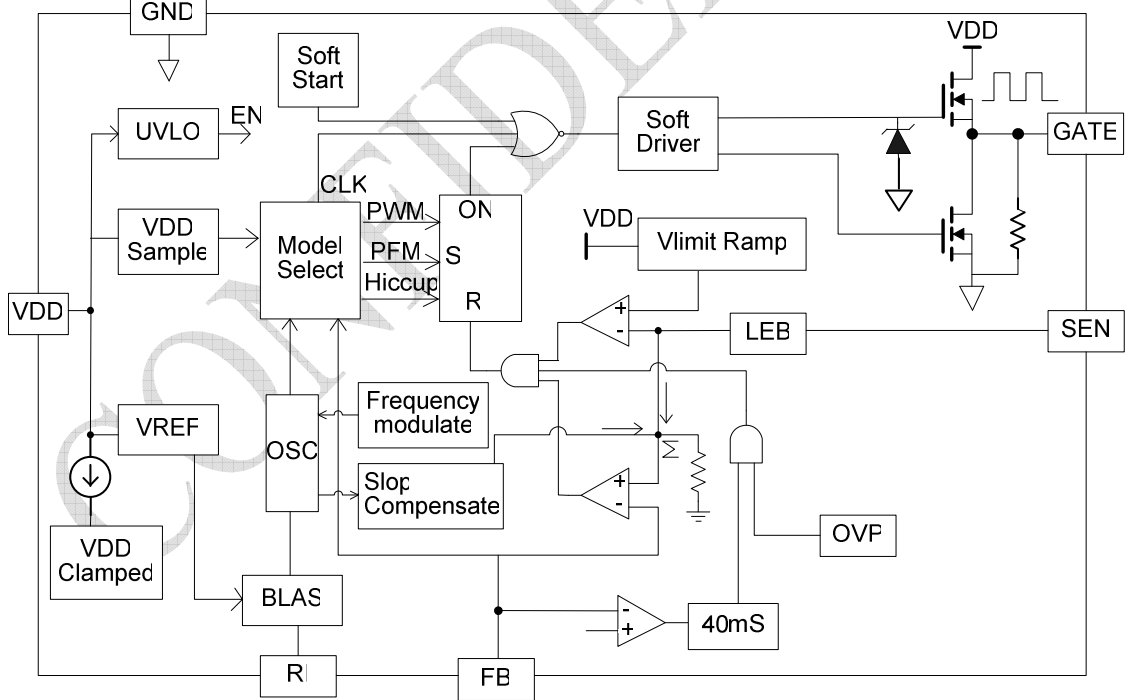 GND
VDD
Soft
Start
EN
UVLO
Soft
Driver
GATE
CLK
PWM
ON
VDD
Sample
Model
Select
PFM
S
Hiccup
R
VDD
Vlimit Ramp
VDD
+
-
LEB
SEN
Frequency
modulate
VREF
OSC
Σ
Slop
Compensate
+
-
OVP
VDD
Clamped
BLAS
-
+
40mS
RI
FB
CONFIDE